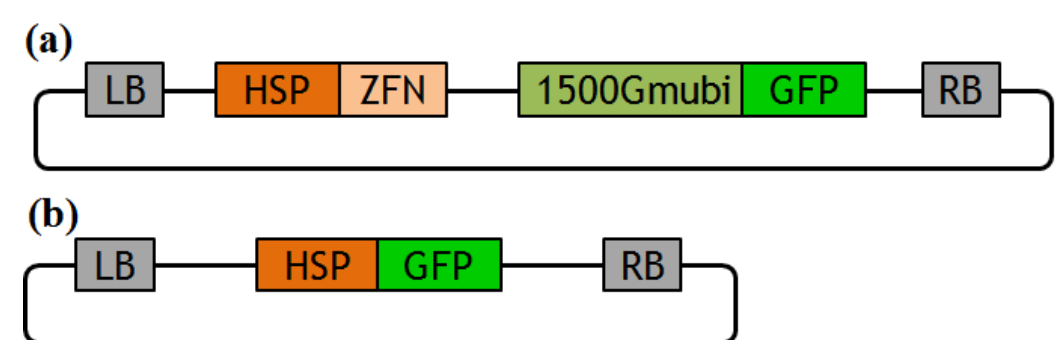 (a)
LB HSP ZFN 1500Gmubi GFP RB
(b)
LB HSP GFP RB